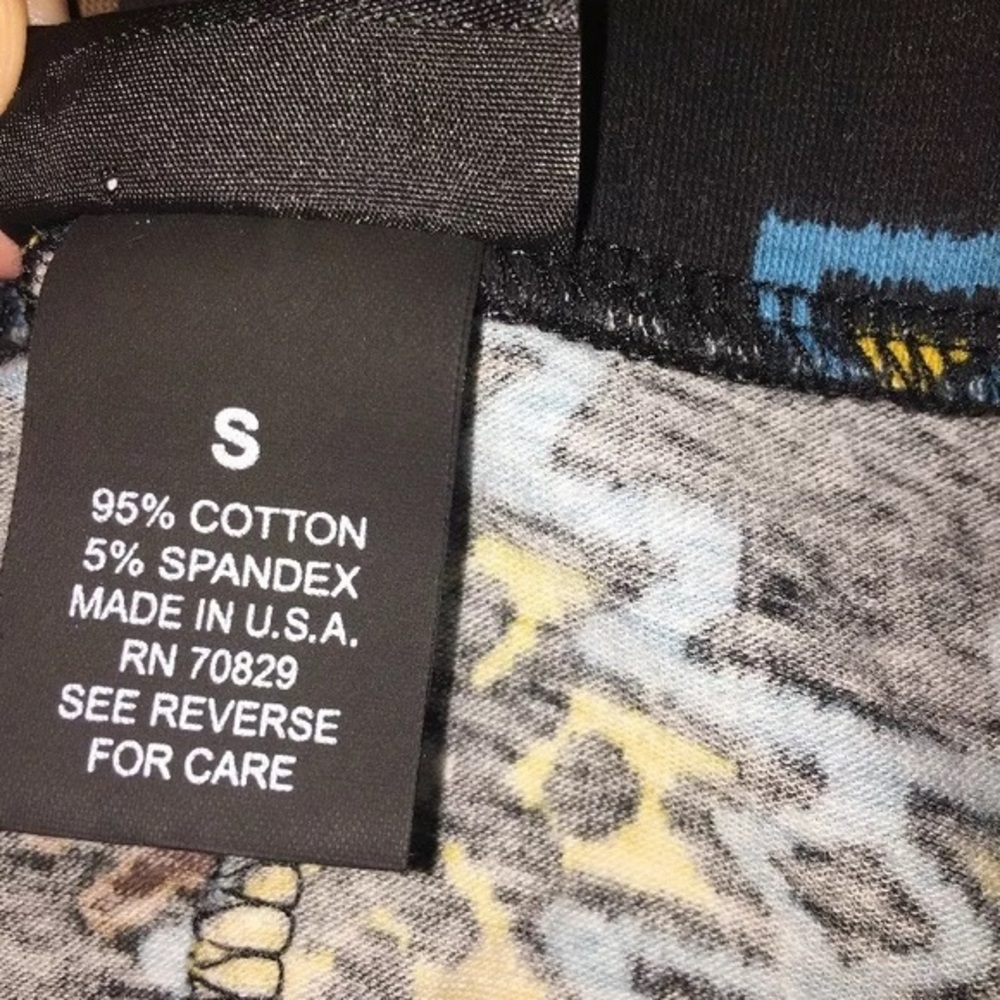 S
95% COTTON
5% SPANDEX
MADE IN U.S.A.
RN 70829
SEE REVERSE
FOR CARE